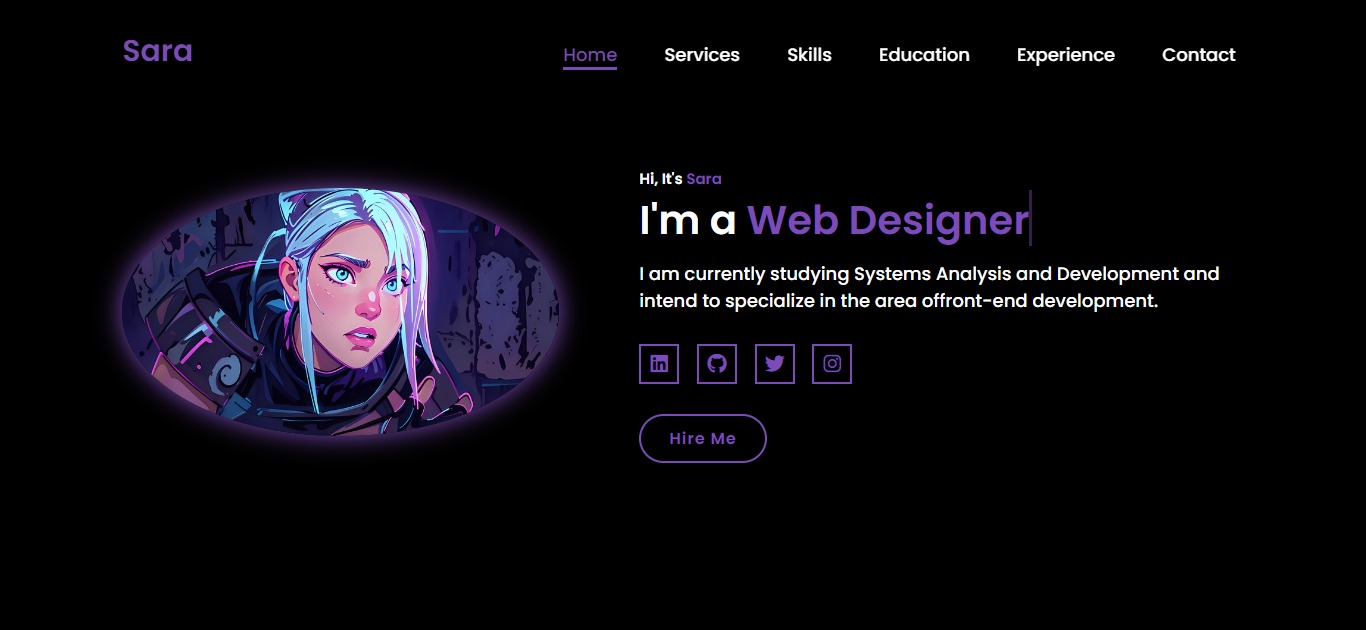 Sara
Home Services Skills Education Experience Contact
Hi, It's Sara
I'm a Web Designer
I am currently studying Systems Analysis and Development and
intend to specialize in the area offront-end development.
Hire Me